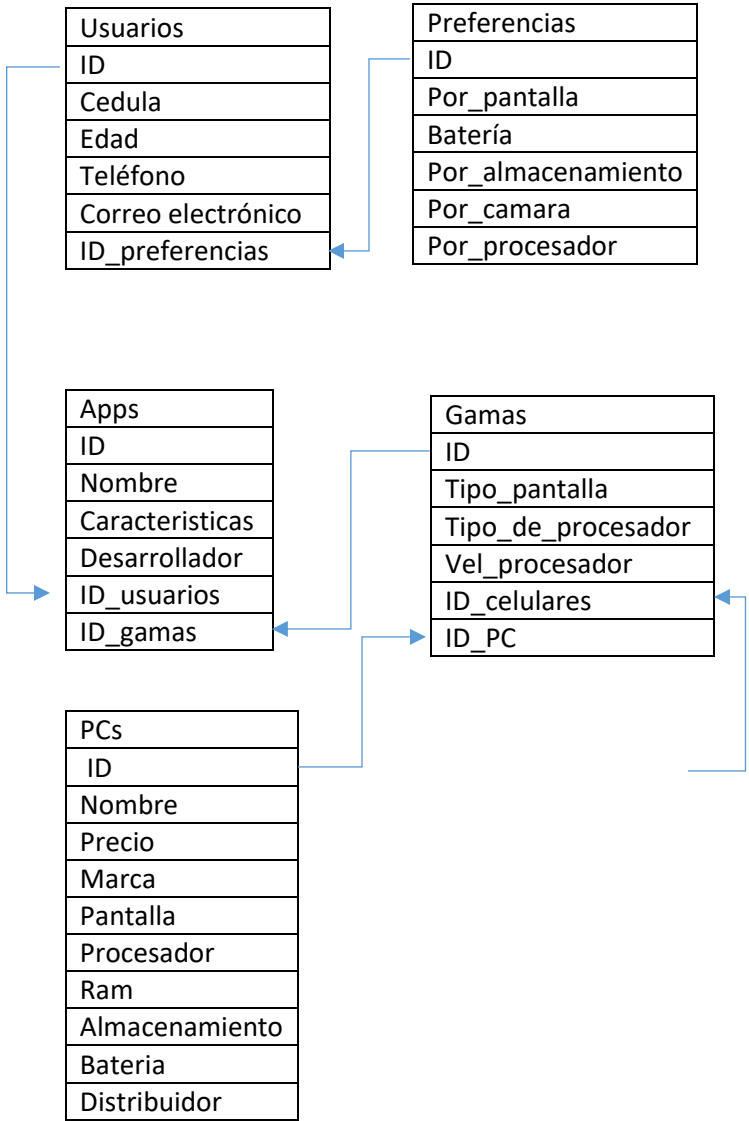 Usuarios
ID
Cedula
Edad
Teléfono
Correo electrónico
ID_preferencias
Preferencias
ID
Por_pantalla
Batería
Por_almacenamiento
Por_camara
Por_procesador
Apps
ID
Nombre
Caracteristicas
Desarrollador
ID_usuarios
ID_gamas
Gamas
ID
Tipo_pantalla
Tipo_de_procesador
Vel_procesador
ID_celulares
ID_PC
PCs
ID
Nombre
Precio
Marca
Pantalla
Procesador
Ram
Almacenamiento
Bateria
Distribuidor